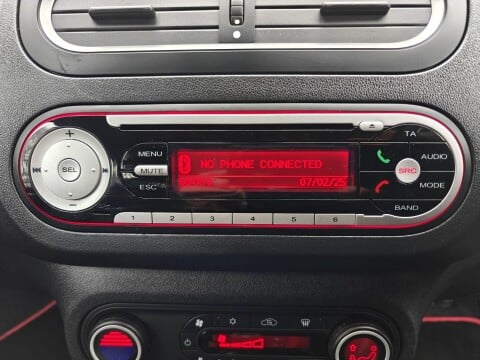 TA
MENU
MUTE
ESC
SEL
NO PHONE CONNECTED
07/02/25
AUDIO
SRC
MODE
BAND
1 2 3 4 5 6